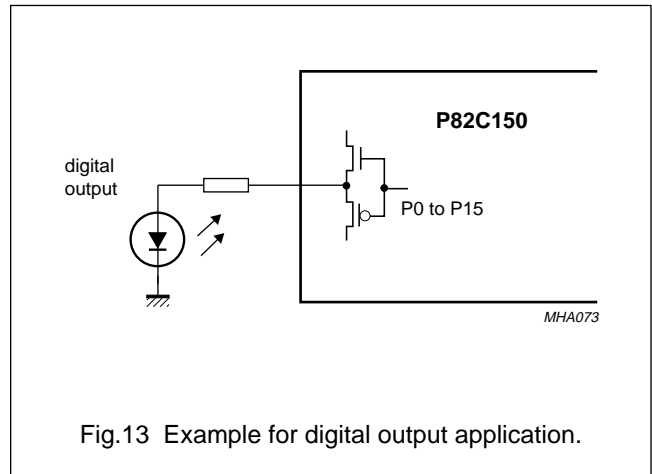 P82C150
digital
output
P0 to P15
MHA073
Fig.13 Example for digital output application.